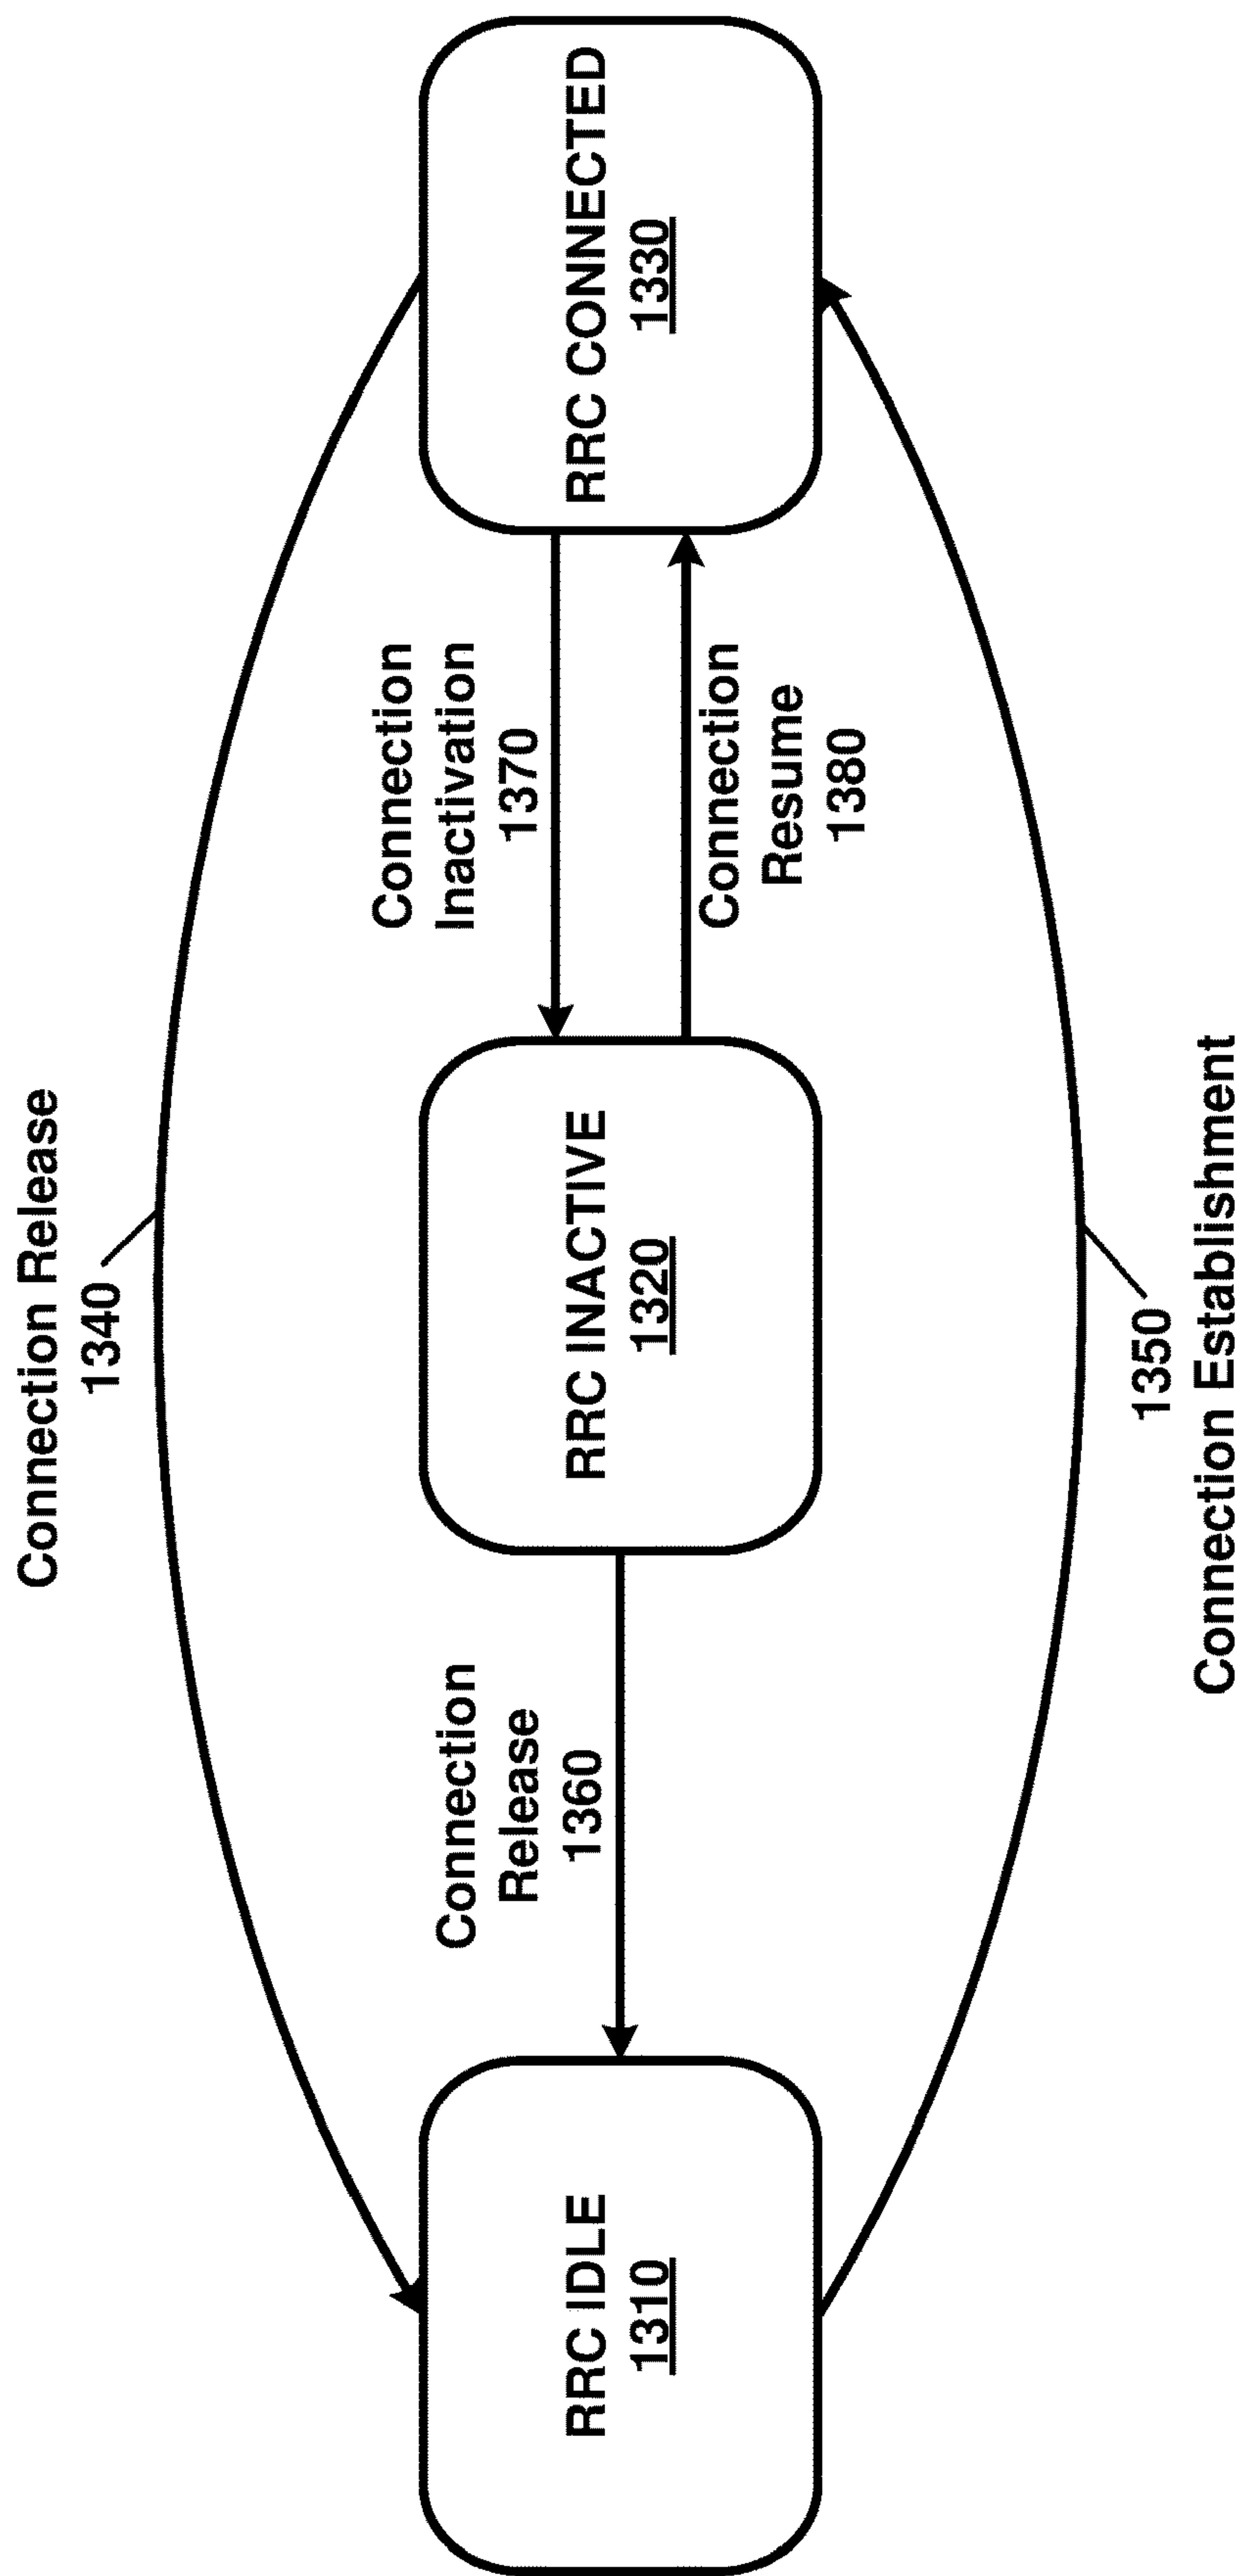 Connection Release
1340
RRC IDLE
1310
Connection
Release
1360
RRC INACTIVE
1320
Connection
Inactivation
1370
Connection
Resume
1380
RRC CONNECTED
1330
1350
Connection Establishment